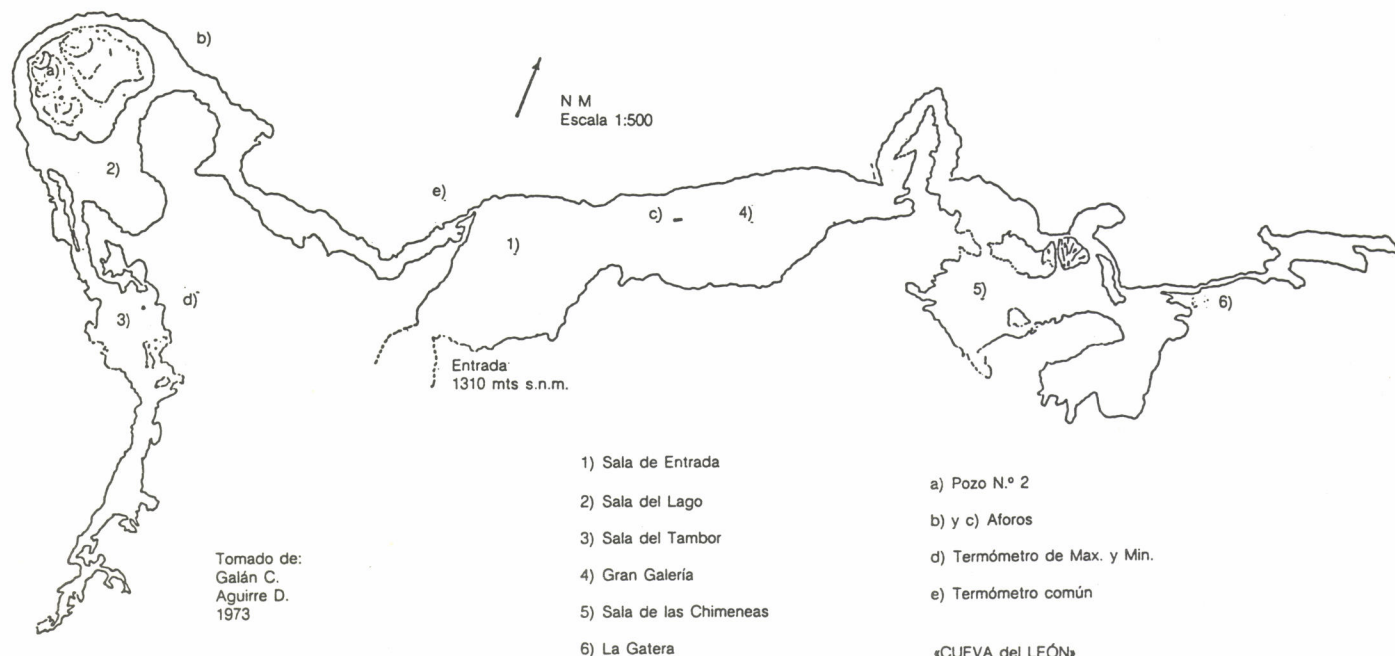 b)
a)
N M
Escala 1:500
2)
e)
c)
4)
1)
5)
d)
3)
6)
Entrada
1310 mts s.n.m.
1) Sala de Entrada
2) Sala del Lago
3) Sala del Tambor
4) Gran Galería
5) Sala de las Chimeneas
6) La Gatera
a) Pozo N.º 2
b) y c) Aforos
d) Termómetro de Max. y Min.
e) Termómetro común
«CUEVA del LEÓN»
Tomado de:
Galán C.
Aguirre D.
1973